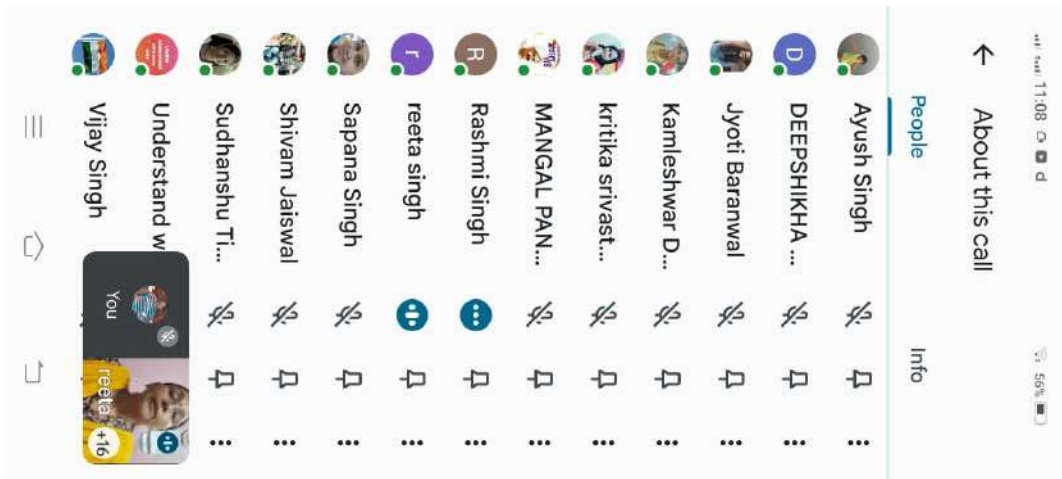 11:08 d 56%
About this call
People Info
Ayush Singh
D DEEPSHIKHA ...
Jyoti Baranwal
Kamleshwar D...
kritika srivast...
MANGAL PAN...
R Rashmi Singh
r reeta singh
Sapana Singh
Shivam Jaiswal
Sudhanshu Ti...
Understand w
Vijay Singh
You
reeta +16